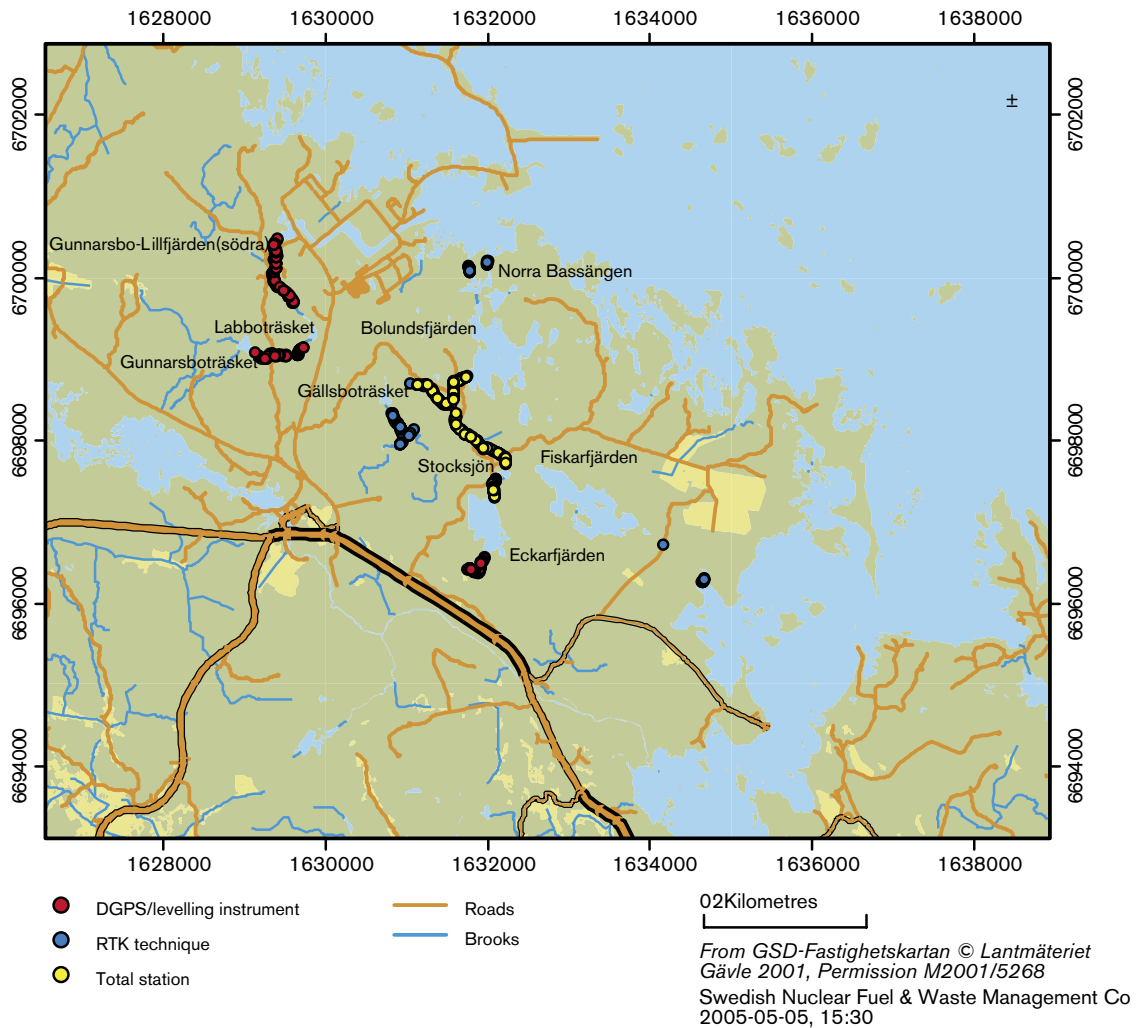 1628000 1630000 1632000 1634000 1636000 1638000
6702000 6702000
±
Gunnarsbo-Lillfjärden(södra)
Norra Bassängen
6700000 6700000
Labboträsket
Bolundsfjärden
Gunnarsboträsket
Gällsboträsket
6698000 6698000
Stocksjön
Fiskarfjärden
Eckarfjärden
6696000 6696000
6694000 6694000
1628000 1630000 1632000 1634000 1636000 1638000
DGPS/levelling instrument
RTK technique
Total station
Roads
Brooks
02Kilometres
From GSD-Fastighetskartan © Lantmäteriet
Gävle 2001, Permission M2001/5268
Swedish Nuclear Fuel & Waste Management Co
2005-05-05, 15:30